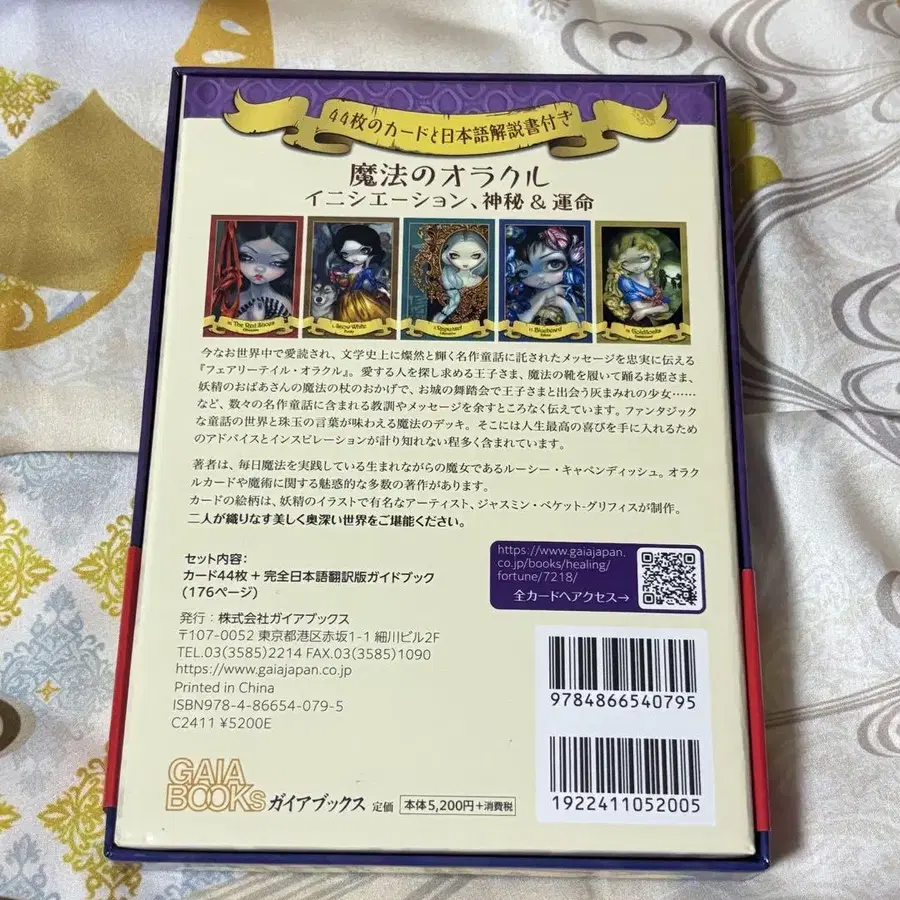 44枚のカードと日本語解説書付き
魔法のオラクル
イニシエーション、神秘 & 運命
The Red Shoes
Snow White
Rapunzel
Bluebeard
Goldilocks
今なお世界中で愛読され、文学史上に燦然と輝く名作童話に託されたメッセージを忠実に伝える
『フェアリーテイル・オラクル』。愛する人を探し求める王子さま、魔法の靴を履いて踊るお姫さま、
妖精のおばあさんの魔法の杖のおかげで、お城の舞踏会で王子さまと出会う灰まみれの少女……
など、数々の名作童話に含まれる教訓やメッセージを余すところなく伝えています。ファンタジック
な童話の世界と珠玉の言葉が味わえる魔法のデッキ。そこには人生最高の喜びを手に入れるため
のアドバイスとインスピレーションが計り知れない程多く含まれています。
著者は、毎日魔法を実践している生まれながらの魔女であるルーシー・キャベンディッシュ。オラク
ルカードや魔術に関する魅惑的な多数の著作があります。
カードの絵柄は、妖精のイラストで有名なアーティスト、ジャスミン・ベケット-グリフィスが制作。
二人が織りなす美しく奥深い世界をご堪能ください。
セット内容:
カード44枚 + 完全日本語翻訳版ガイドブック
(176ページ)
https://www.gaiajapan.
co.jp/books/healing/
fortune/7218/
全カードへアクセス→
発行：株式会社ガイアブックス
〒107-0052 東京都港区赤坂1-1 細川ビル2F
TEL.03(3585)2214 FAX.03(3585)1090
https://www.gaiajapan.co.jp
Printed in China
ISBN978-4-86654-079-5
C2411 ¥5200E
9784866540795
1922411052005
GAIA
BOOKS
ガイアブックス 定価 本体5,200円+消費税